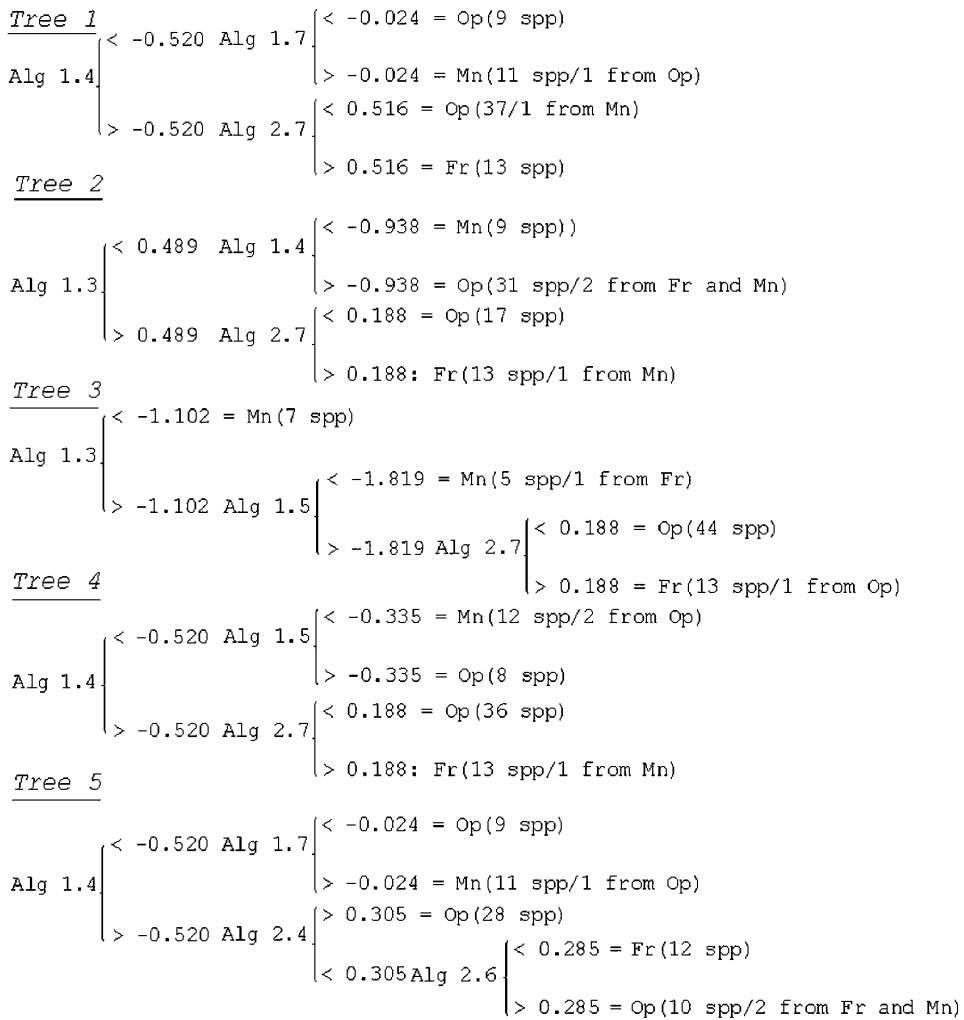 Tree 1
< -0.024 = Op(9 spp)
< -0.520 Alg 1.7
> -0.024 = Mn(11 spp/1 from Op)
Alg 1.4
< 0.516 = Op(37/1 from Mn)
> -0.520 Alg 2.7
> 0.516 = Fr(13 spp)
Tree 2
< -0.938 = Mn(9 spp))
< 0.489 Alg 1.4
> -0.938 = Op(31 spp/2 from Fr and Mn)
Alg 1.3
< 0.188 = Op(17 spp)
> 0.489 Alg 2.7
> 0.188: Fr(13 spp/1 from Mn)
Tree 3
< -1.102 = Mn(7 spp)
Alg 1.3
< -1.819 = Mn(5 spp/1 from Fr)
> -1.102 Alg 1.5
< 0.188 = Op(44 spp)
> -1.819 Alg 2.7
> 0.188 = Fr(13 spp/1 from Op)
Tree 4
< -0.335 = Mn(12 spp/2 from Op)
< -0.520 Alg 1.5
> -0.335 = Op(8 spp)
Alg 1.4
< 0.188 = Op(36 spp)
> -0.520 Alg 2.7
> 0.188: Fr(13 spp/1 from Mn)
Tree 5
< -0.024 = Op(9 spp)
< -0.520 Alg 1.7
> -0.024 = Mn(11 spp/1 from Op)
Alg 1.4
> 0.305 = Op(28 spp)
> -0.520 Alg 2.4
< 0.285 = Fr(12 spp)
< 0.305 Alg 2.6
> 0.285 = Op(10 spp/2 from Fr and Mn)